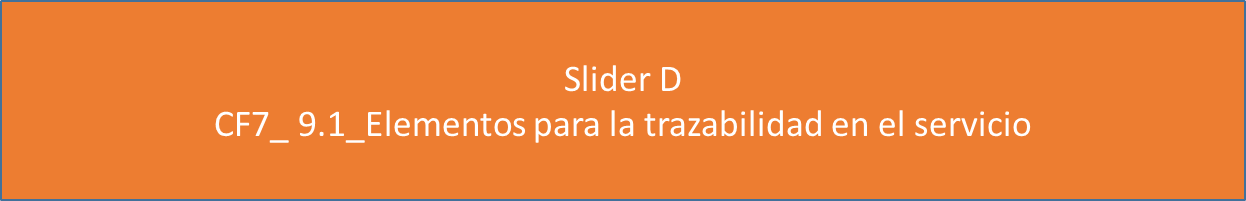 Slider D
CF7_ 9.1_Elementos para la trazabilidad en el servicio